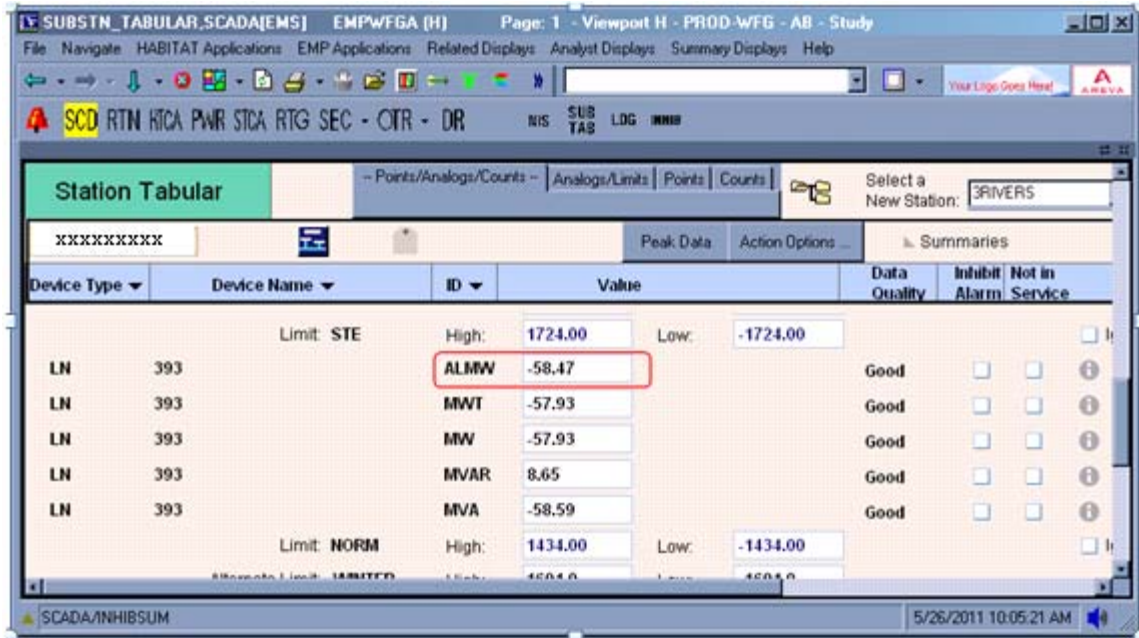 SUBSTN_TABULAR,SCADA[EMS] EMPWFGA (H) Page: 1 - Viewport H - PROD-WFG - AB - Study
File Navigate HABITAT Applications EMP Applications Related Displays Analyst Displays Summary Displays Help
Your Logo Goes Here!
AREVA
SCD RTN KTCA PWR STCA RTG SEC - OTR - DR NIS SUB TAB LOG INHIB
Station Tabular
-- Points/Analogs/Counts -- Analogs/Limits Points Counts
Select a New Station: 3RIVERS
XXXXXXXXX Peak Data Action Options ... Summaries
Device Type Device Name ID Value Data Quality Inhibit Alarm Not in Service
Limit: STE High: 1724.00 Low: -1724.00
LN 393 ALMW -58.47 Good
LN 393 MWT -57.93 Good
LN 393 MW -57.93 Good
LN 393 MVAR 8.65 Good
LN 393 MVA -58.59 Good
Limit: NORM High: 1434.00 Low: -1434.00
SCADA/INHIBSUM 5/26/2011 10:05:21 AM